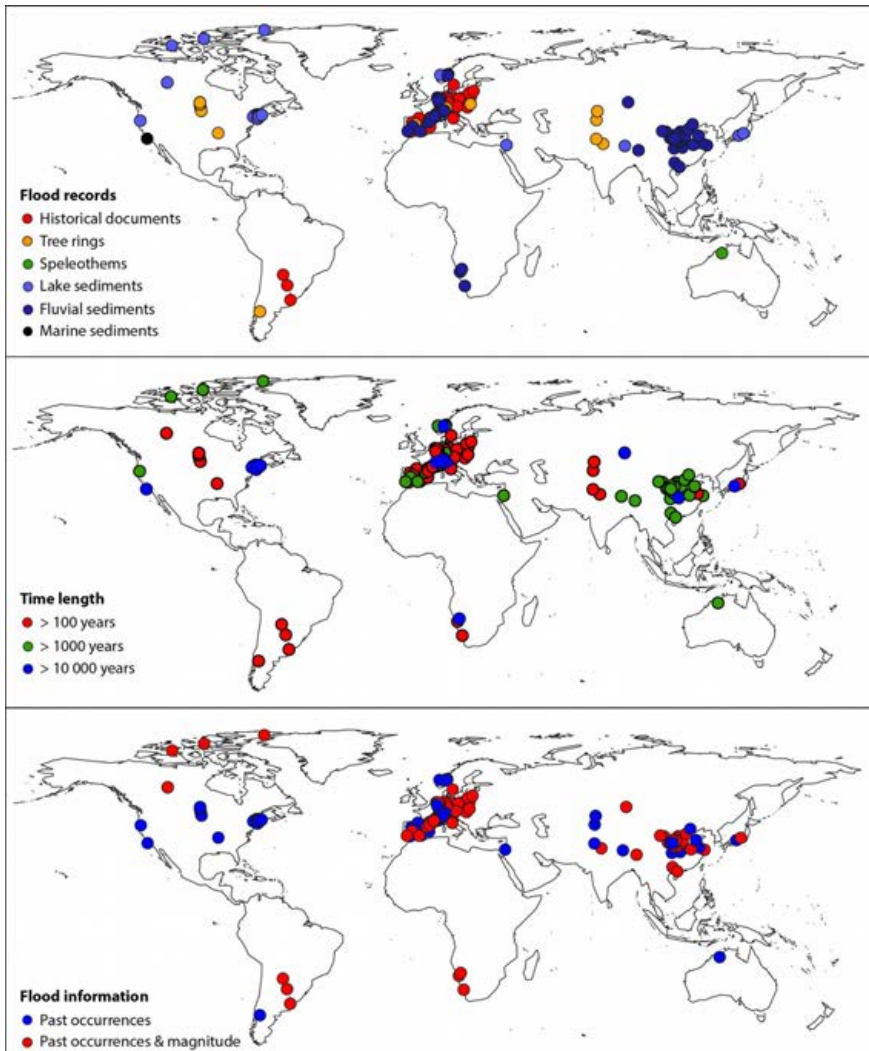 Flood records
Historical documents
Tree rings
Speleothems
Lake sediments
Fluvial sediments
Marine sediments
Time length
> 100 years
> 1000 years
> 10 000 years
Flood information
Past occurrences
Past occurrences & magnitude